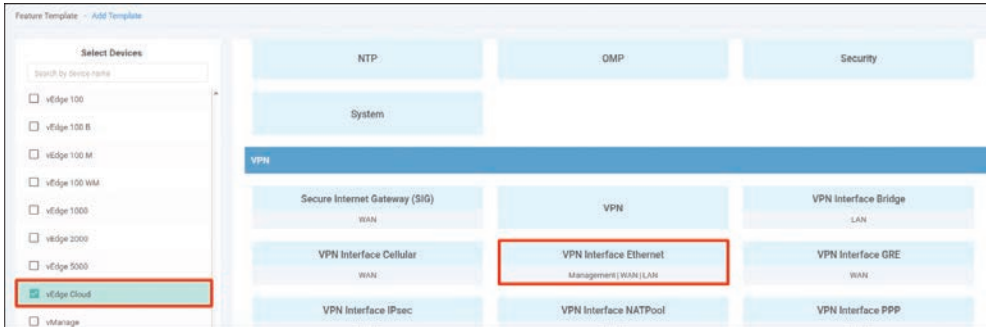 Feature Template > Add Template
Select Devices
Search by device name
vEdge 100
vEdge 100 B
vEdge 100 M
vEdge 100 WM
vEdge 1000
vEdge 2000
vEdge 5000
vEdge Cloud
vManage
NTP
OMP
Security
System
VPN
Secure Internet Gateway (SIG)
WAN
VPN
VPN Interface Bridge
LAN
VPN Interface Cellular
WAN
VPN Interface Ethernet
Management | WAN | LAN
VPN Interface GRE
WAN
VPN Interface IPsec
VPN Interface NATPool
VPN Interface PPP